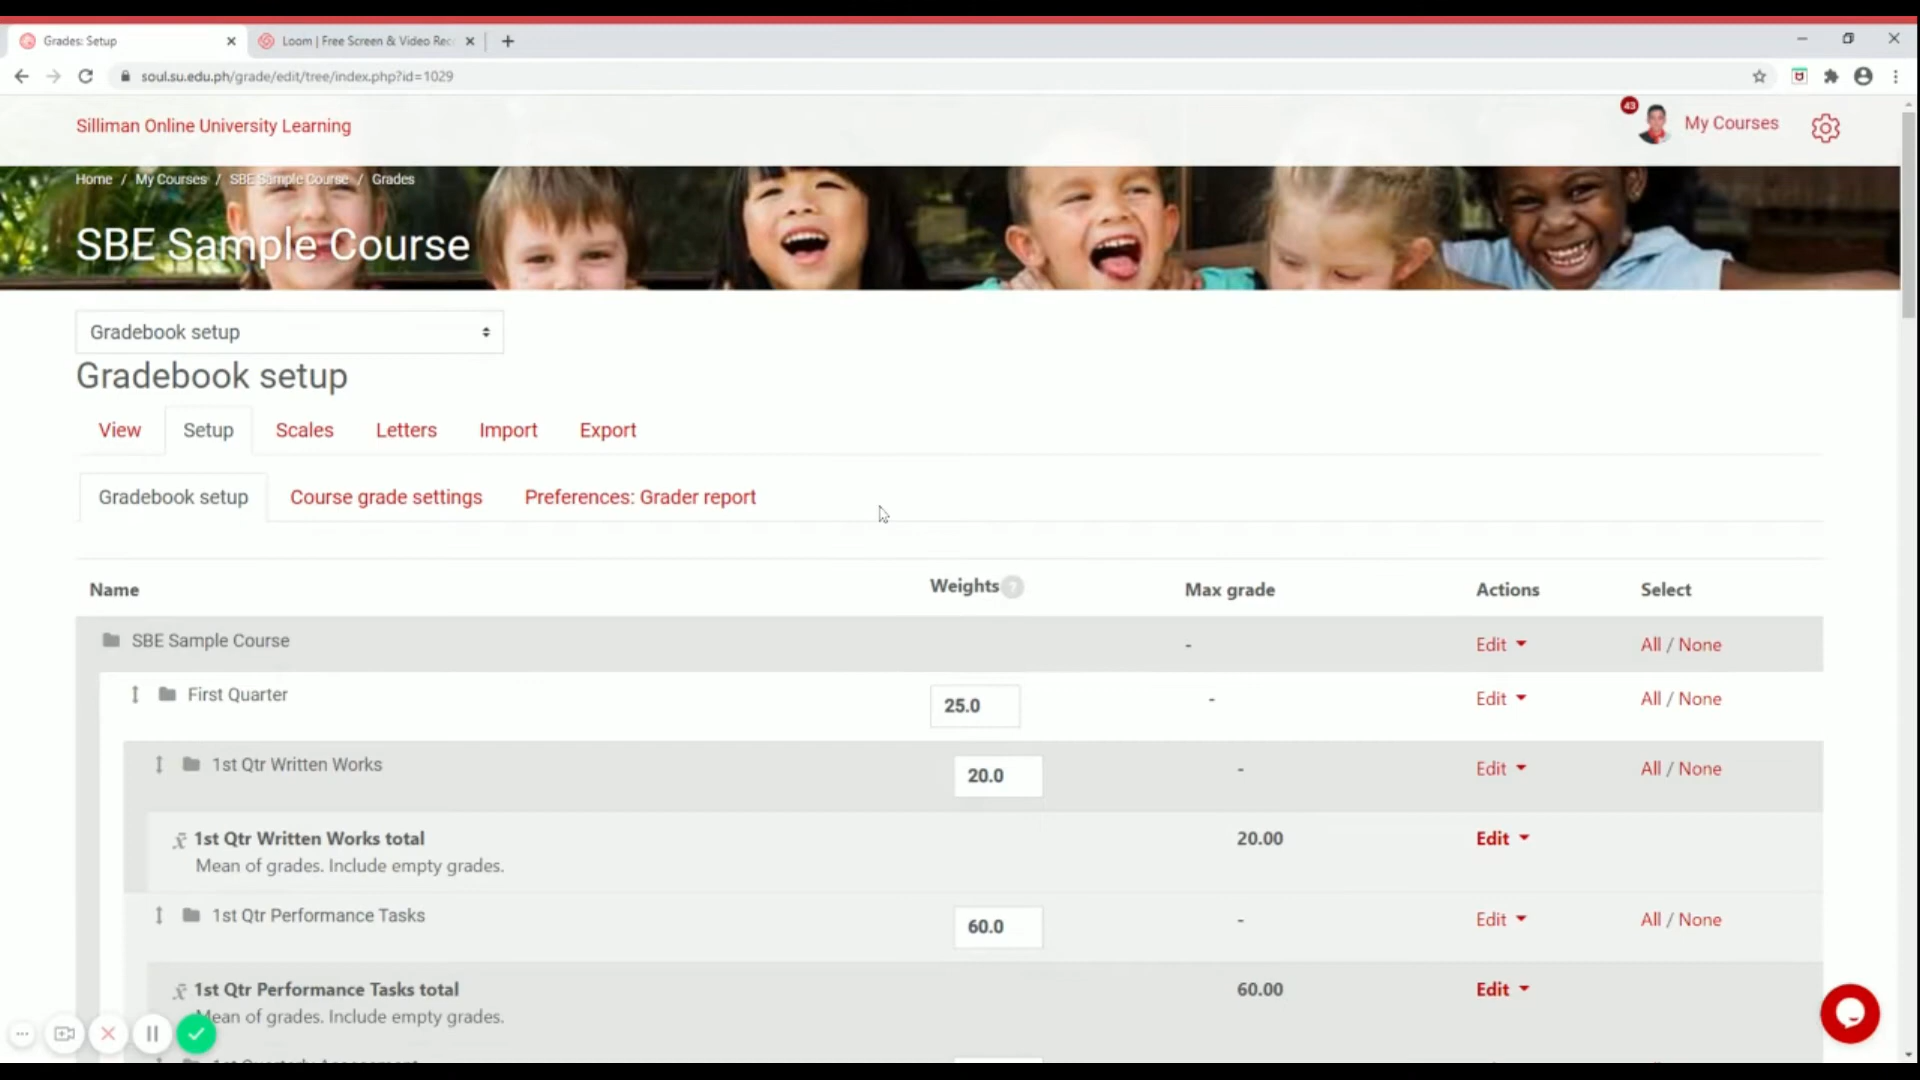 Grades: Setup
Loom | Free Screen & Video Rec
soul.su.edu.ph/grade/edit/tree/index.php?id=1029
Silliman Online University Learning
43
My Courses
Home / My Courses / SBE Sample Course / Grades
SBE Sample Course
Gradebook setup
Gradebook setup
View Setup Scales Letters Import Export
Gradebook setup Course grade settings Preferences: Grader report
Name Weights ? Max grade Actions Select
SBE Sample Course - Edit All / None
First Quarter 25.0 - Edit All / None
1st Qtr Written Works 20.0 - Edit All / None
1st Qtr Written Works total 20.00 Edit
Mean of grades. Include empty grades.
1st Qtr Performance Tasks 60.0 - Edit All / None
1st Qtr Performance Tasks total 60.00 Edit
Mean of grades. Include empty grades.